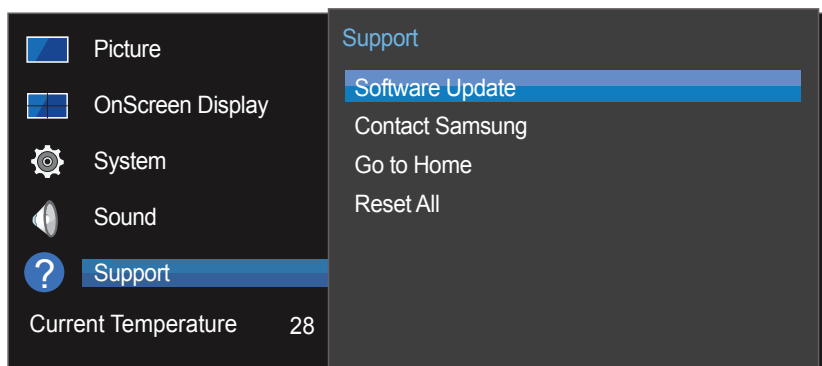 Picture
OnScreen Display
System
Sound
? Support
Current Temperature 28
Support
Software Update
Contact Samsung
Go to Home
Reset All